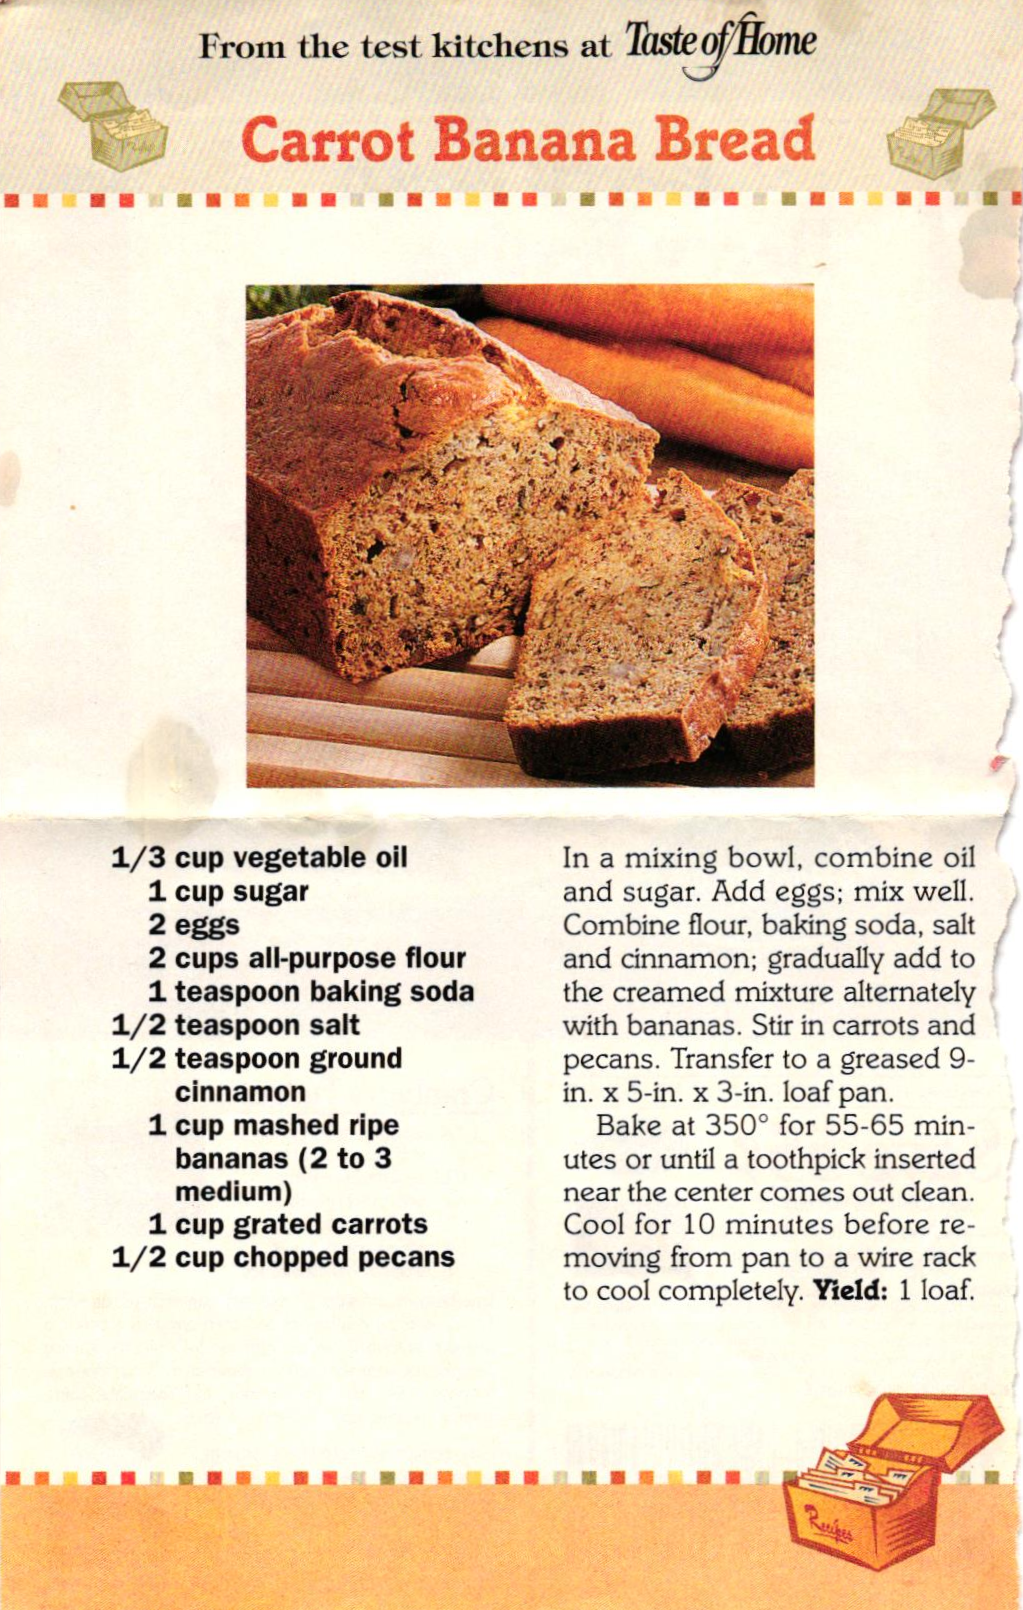 From the test kitchens at Taste of Home
Carrot Banana Bread
1/3 cup vegetable oil
1 cup sugar
2 eggs
2 cups all-purpose flour
1 teaspoon baking soda
1/2 teaspoon salt
1/2 teaspoon ground
cinnamon
1 cup mashed ripe
bananas (2 to 3
medium)
1 cup grated carrots
1/2 cup chopped pecans
In a mixing bowl, combine oil
and sugar. Add eggs; mix well.
Combine flour, baking soda, salt
and cinnamon; gradually add to
the creamed mixture alternately
with bananas. Stir in carrots and
pecans. Transfer to a greased 9-
in. x 5-in. x 3-in. loaf pan.
Bake at 350° for 55-65 min-
utes or until a toothpick inserted
near the center comes out clean.
Cool for 10 minutes before re-
moving from pan to a wire rack
to cool completely. Yield: 1 loaf.
Recipes